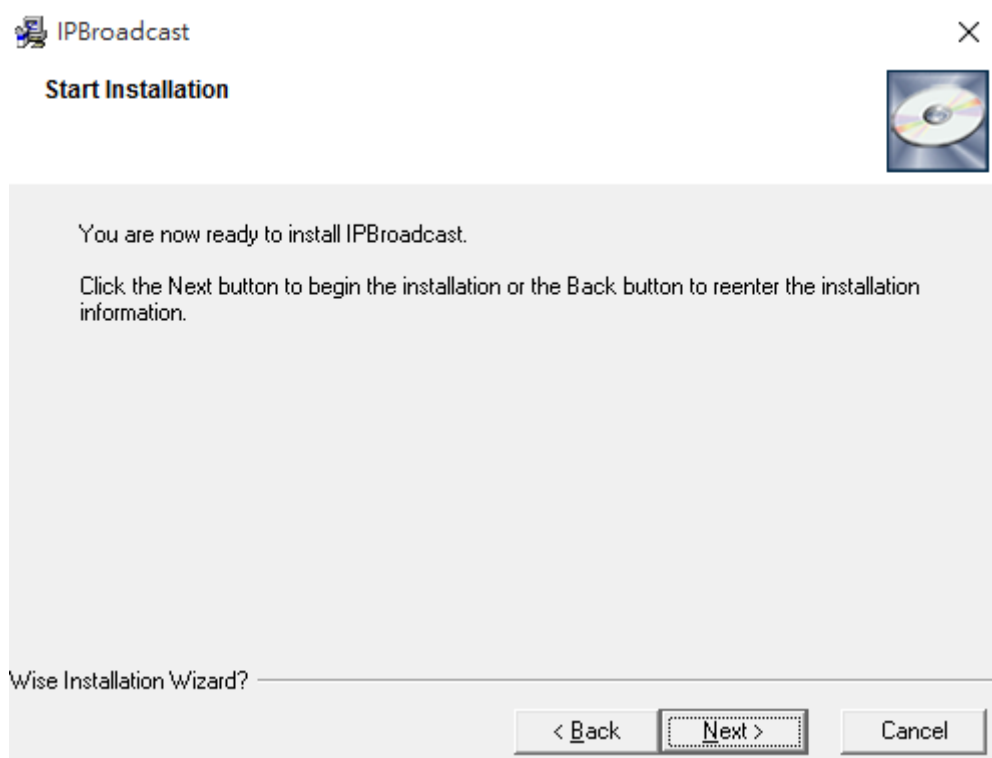 IPBroadcast
Start Installation
You are now ready to install IPBroadcast.
Click the Next button to begin the installation or the Back button to reenter the installation
information.
Wise Installation Wizard?
< Back
Next >
Cancel